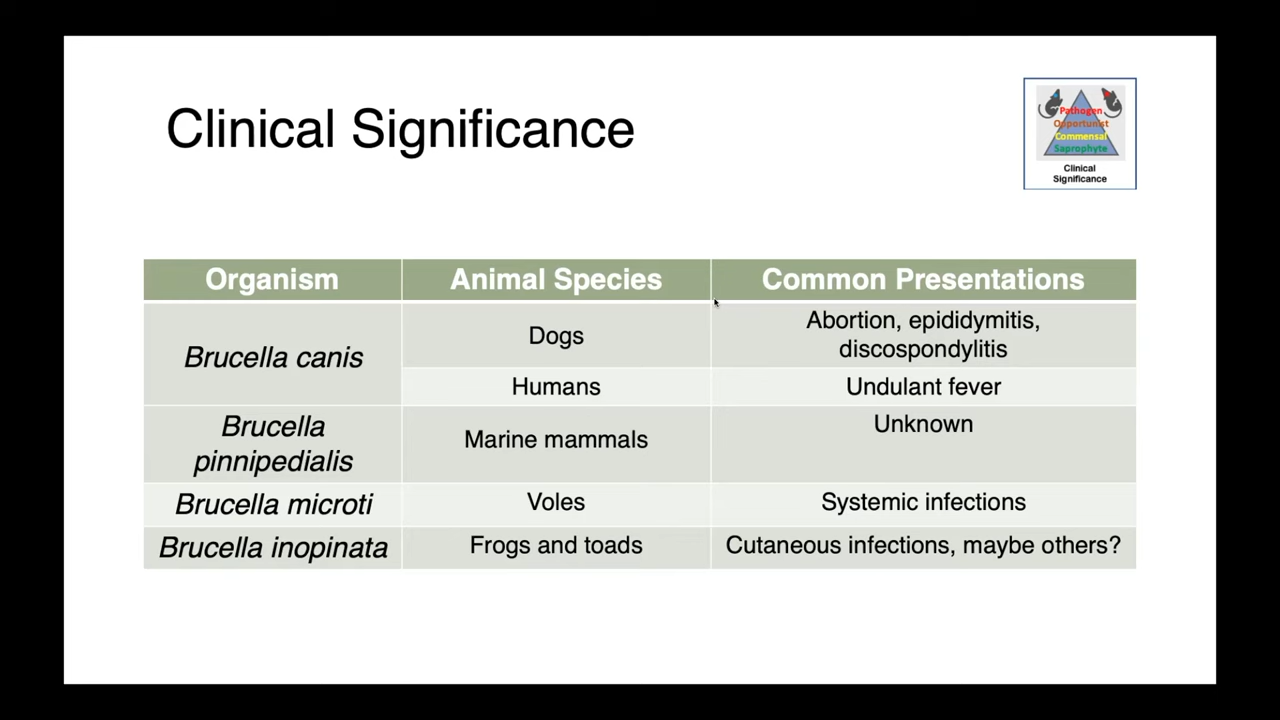 Clinical Significance
Pathogen
Opportunist
Commensal
Saprophyte
Clinical
Significance
Organism Animal Species Common Presentations
Brucella canis
Dogs
Abortion, epididymitis,
discospondylitis
Humans
Undulant fever
Brucella
pinnipedialis
Marine mammals
Unknown
Brucella microti
Voles
Systemic infections
Brucella inopinata
Frogs and toads
Cutaneous infections, maybe others?